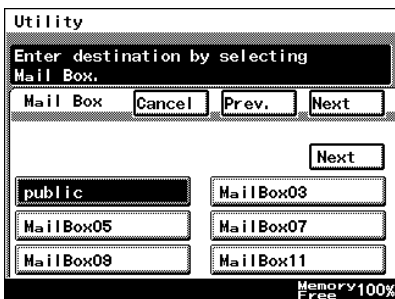 Utility
Enter destination by selecting
Mail Box.
Mail Box Cancel Prev. Next
Next
public MailBox03
MailBox05 MailBox07
MailBox09 MailBox11
Memory 100%
Free